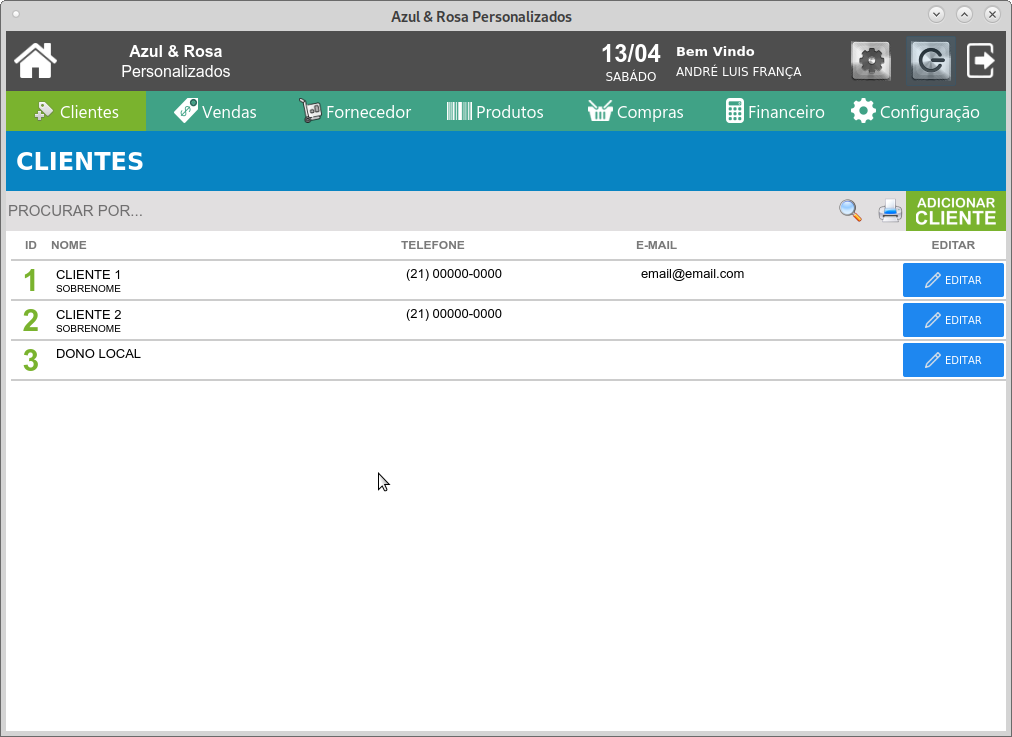 Azul & Rosa Personalizados
Azul & Rosa
Personalizados
13/04
SABÁDO
Bem Vindo
ANDRÉ LUIS FRANÇA
Clientes
Vendas
Fornecedor
Produtos
Compras
Financeiro
Configuração
CLIENTES
PROCURAR POR...
ADICIONAR
CLIENTE
ID NOME TELEFONE E-MAIL EDITAR
1 CLIENTE 1 (21) 00000-0000 email@email.com EDITAR
SOBRENOME
2 CLIENTE 2 (21) 00000-0000 EDITAR
SOBRENOME
3 DONO LOCAL EDITAR